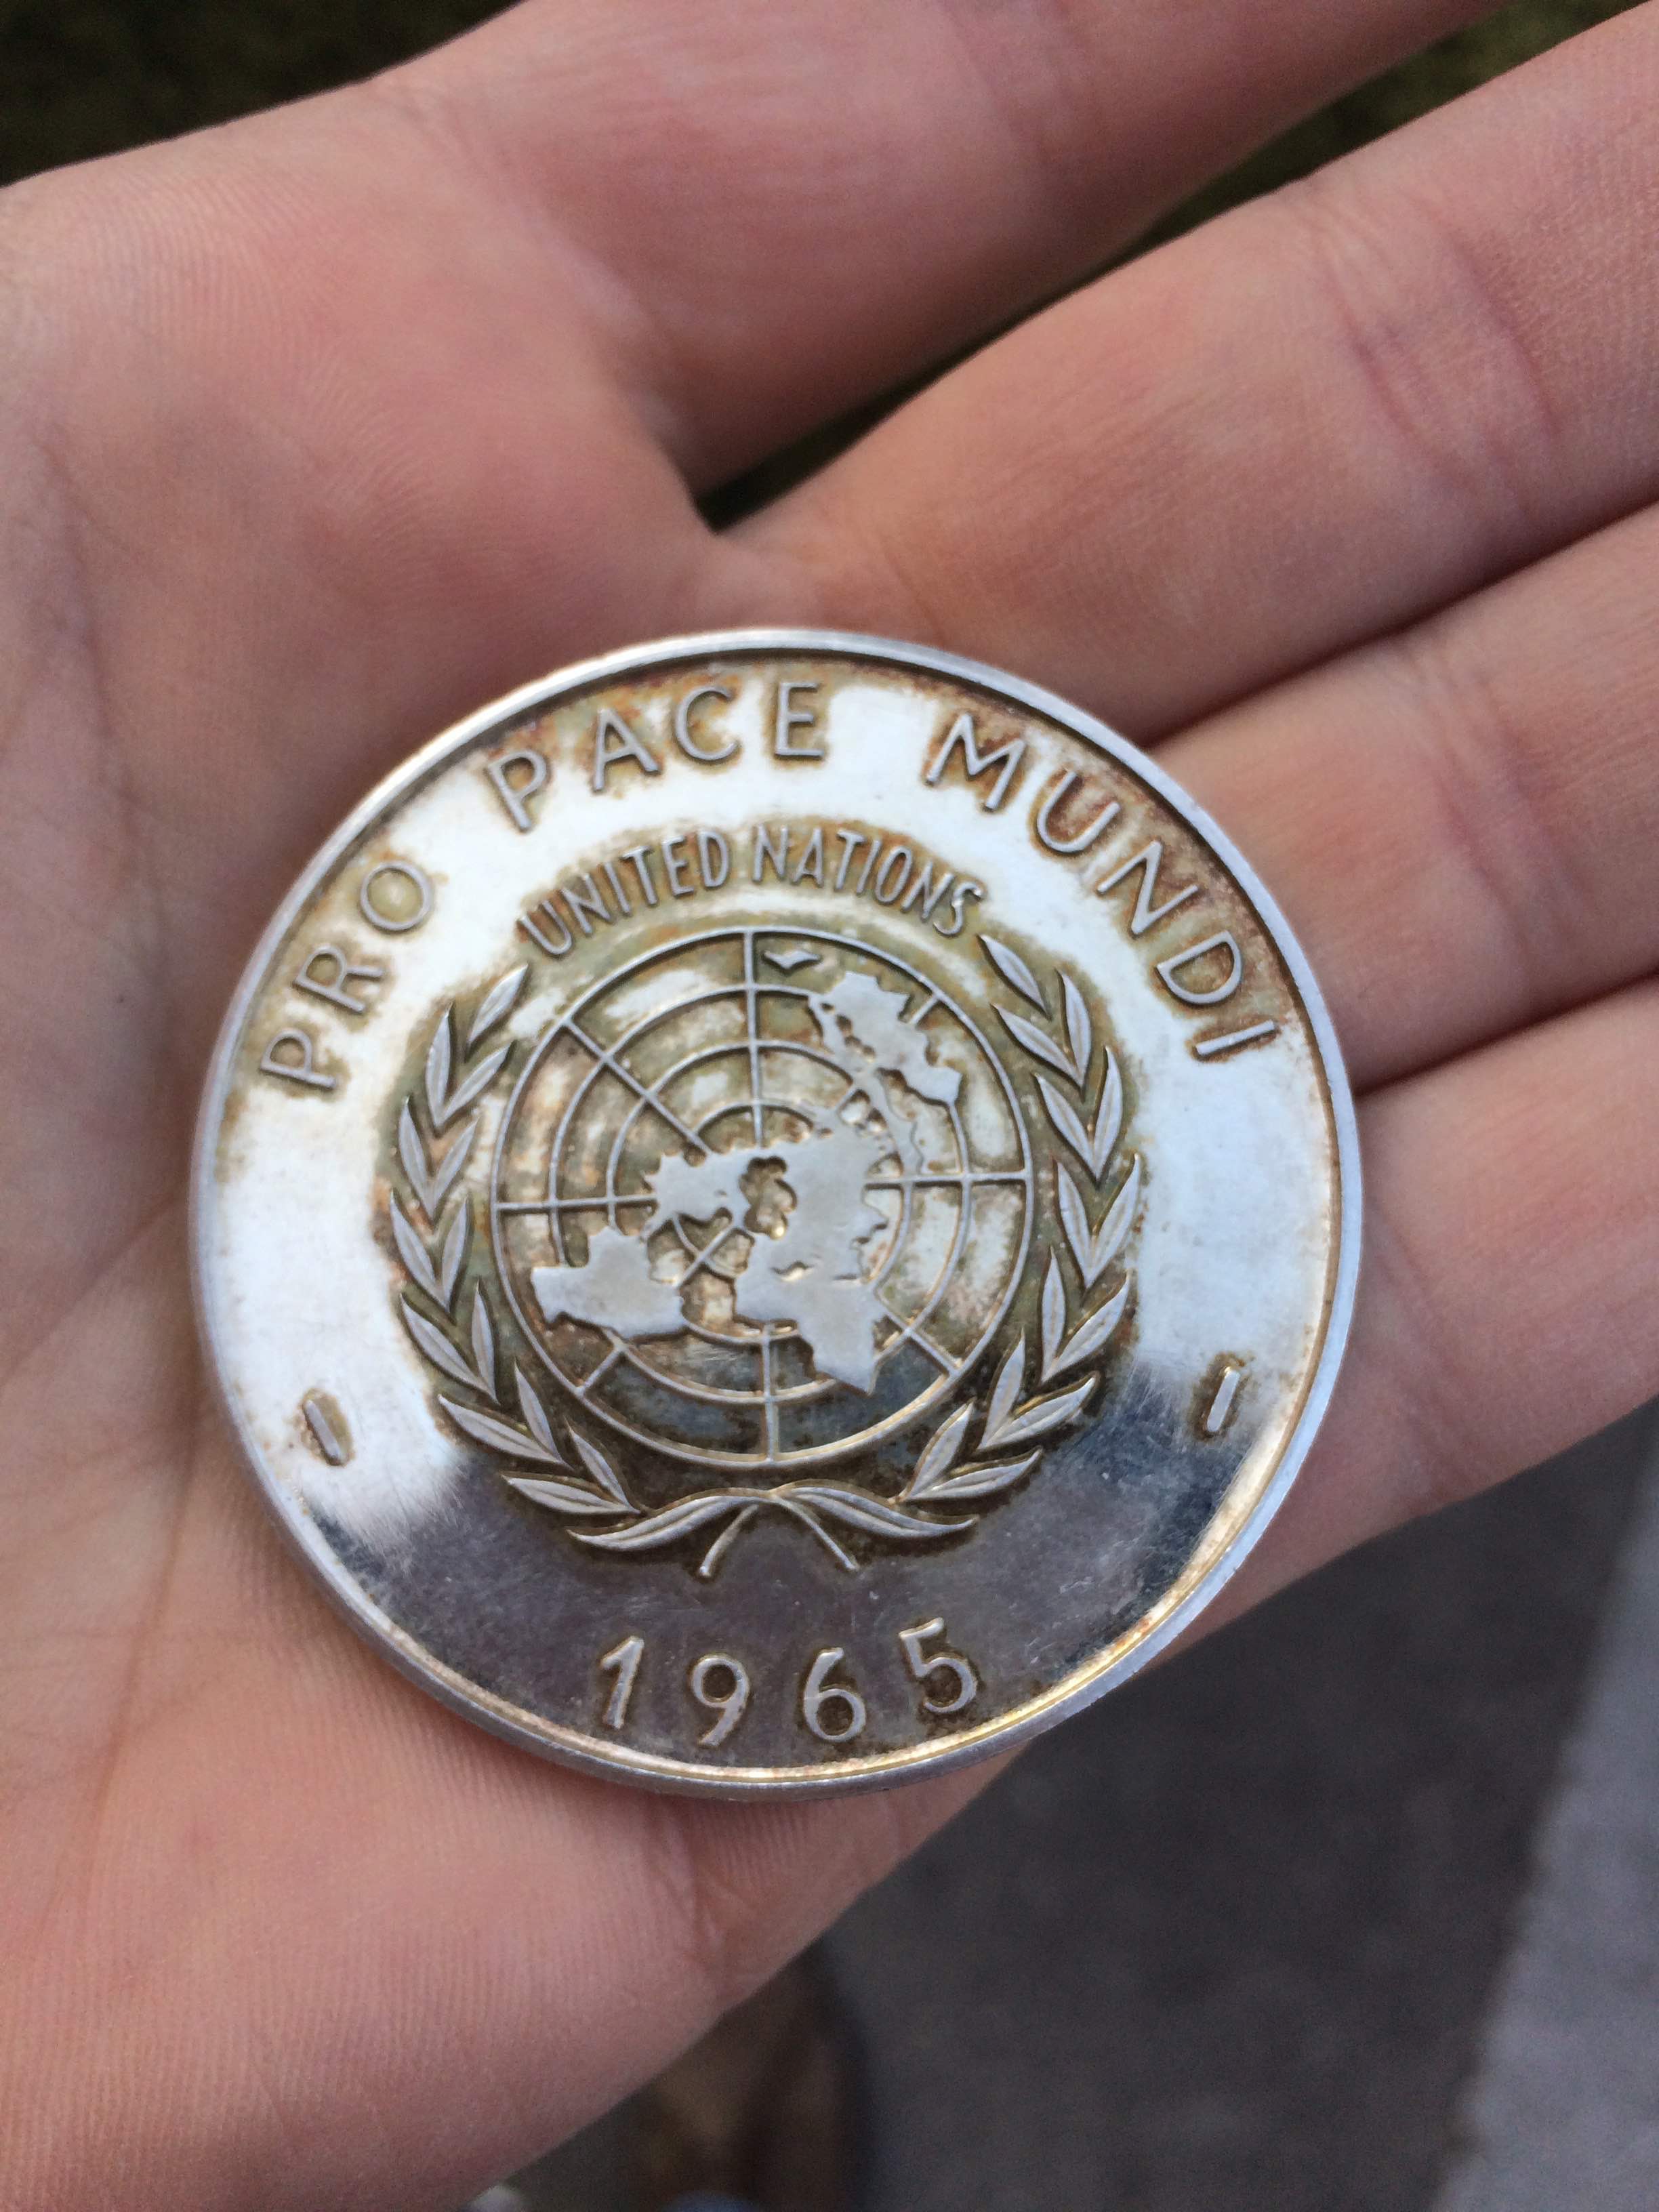 PRO PACE MUNDI
UNITED NATIONS
1965